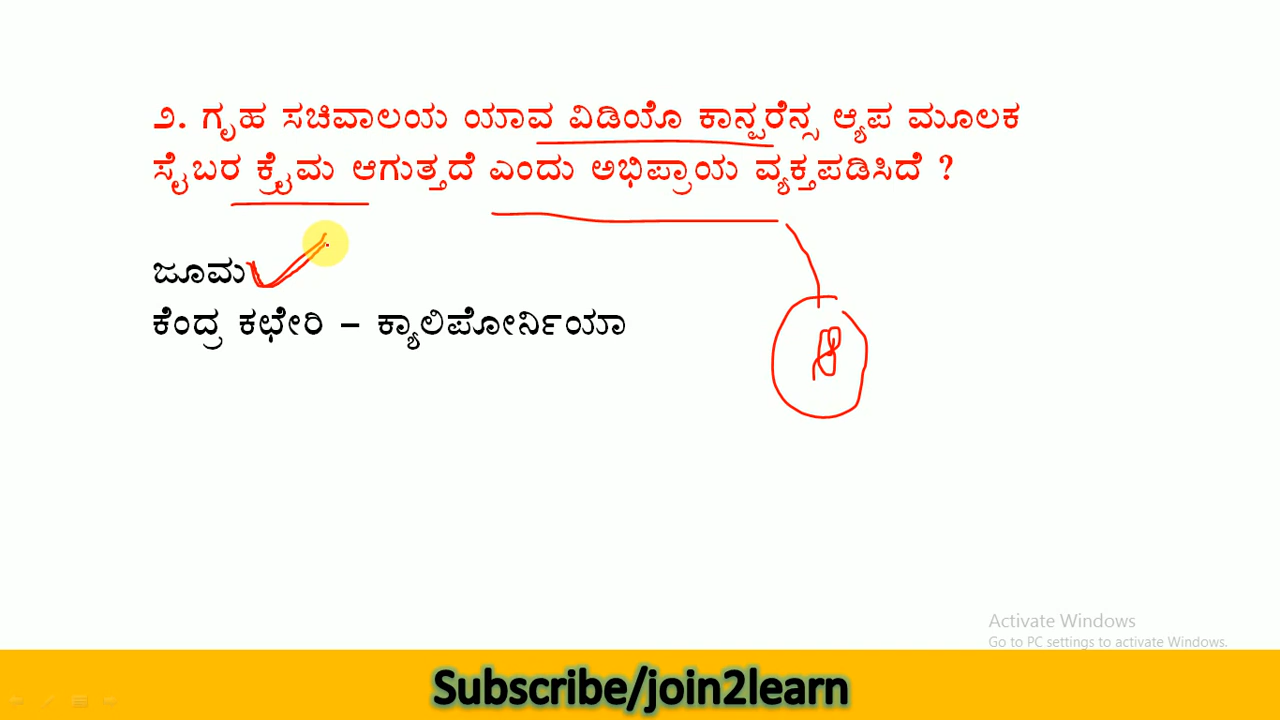 ೨. ಗೃಹ ಸಚಿವಾಲಯ ಯಾವ ವಿಡಿಯೊ ಕಾನ್ಪರೆನ್ಸ ಆ್ಯಪ ಮೂಲಕ
ಸೈಬರ ಕ್ರೈಮ ಆಗುತ್ತದೆ ಎಂದು ಅಭಿಪ್ರಾಯ ವ್ಯಕ್ತಪಡಿಸಿದೆ ?
ಜೂಮ
ಕೆಂದ್ರ ಕಛೇರಿ – ಕ್ಯಾಲಿಪೋರ್ನಿಯಾ
Activate Windows
Go to PC settings to activate Windows.
Subscribe/join2learn